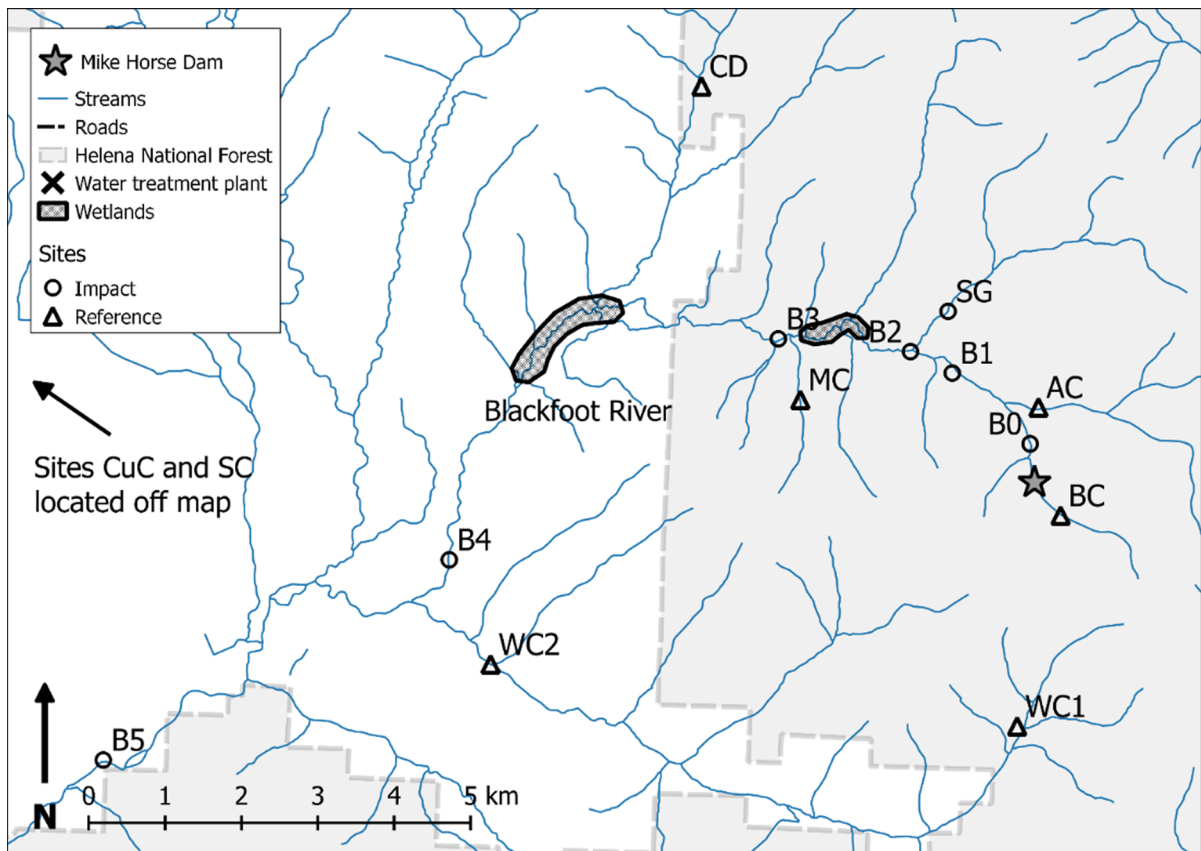 Mike Horse Dam
Streams
Roads
Helena National Forest
Water treatment plant
Wetlands
Sites
Impact
Reference
CD
SG
B3
B2
B1
MC
AC
B0
BC
Blackfoot River
Sites CuC and SC
located off map
B4
WC2
WC1
B5
0 1 2 3 4 5 km
N